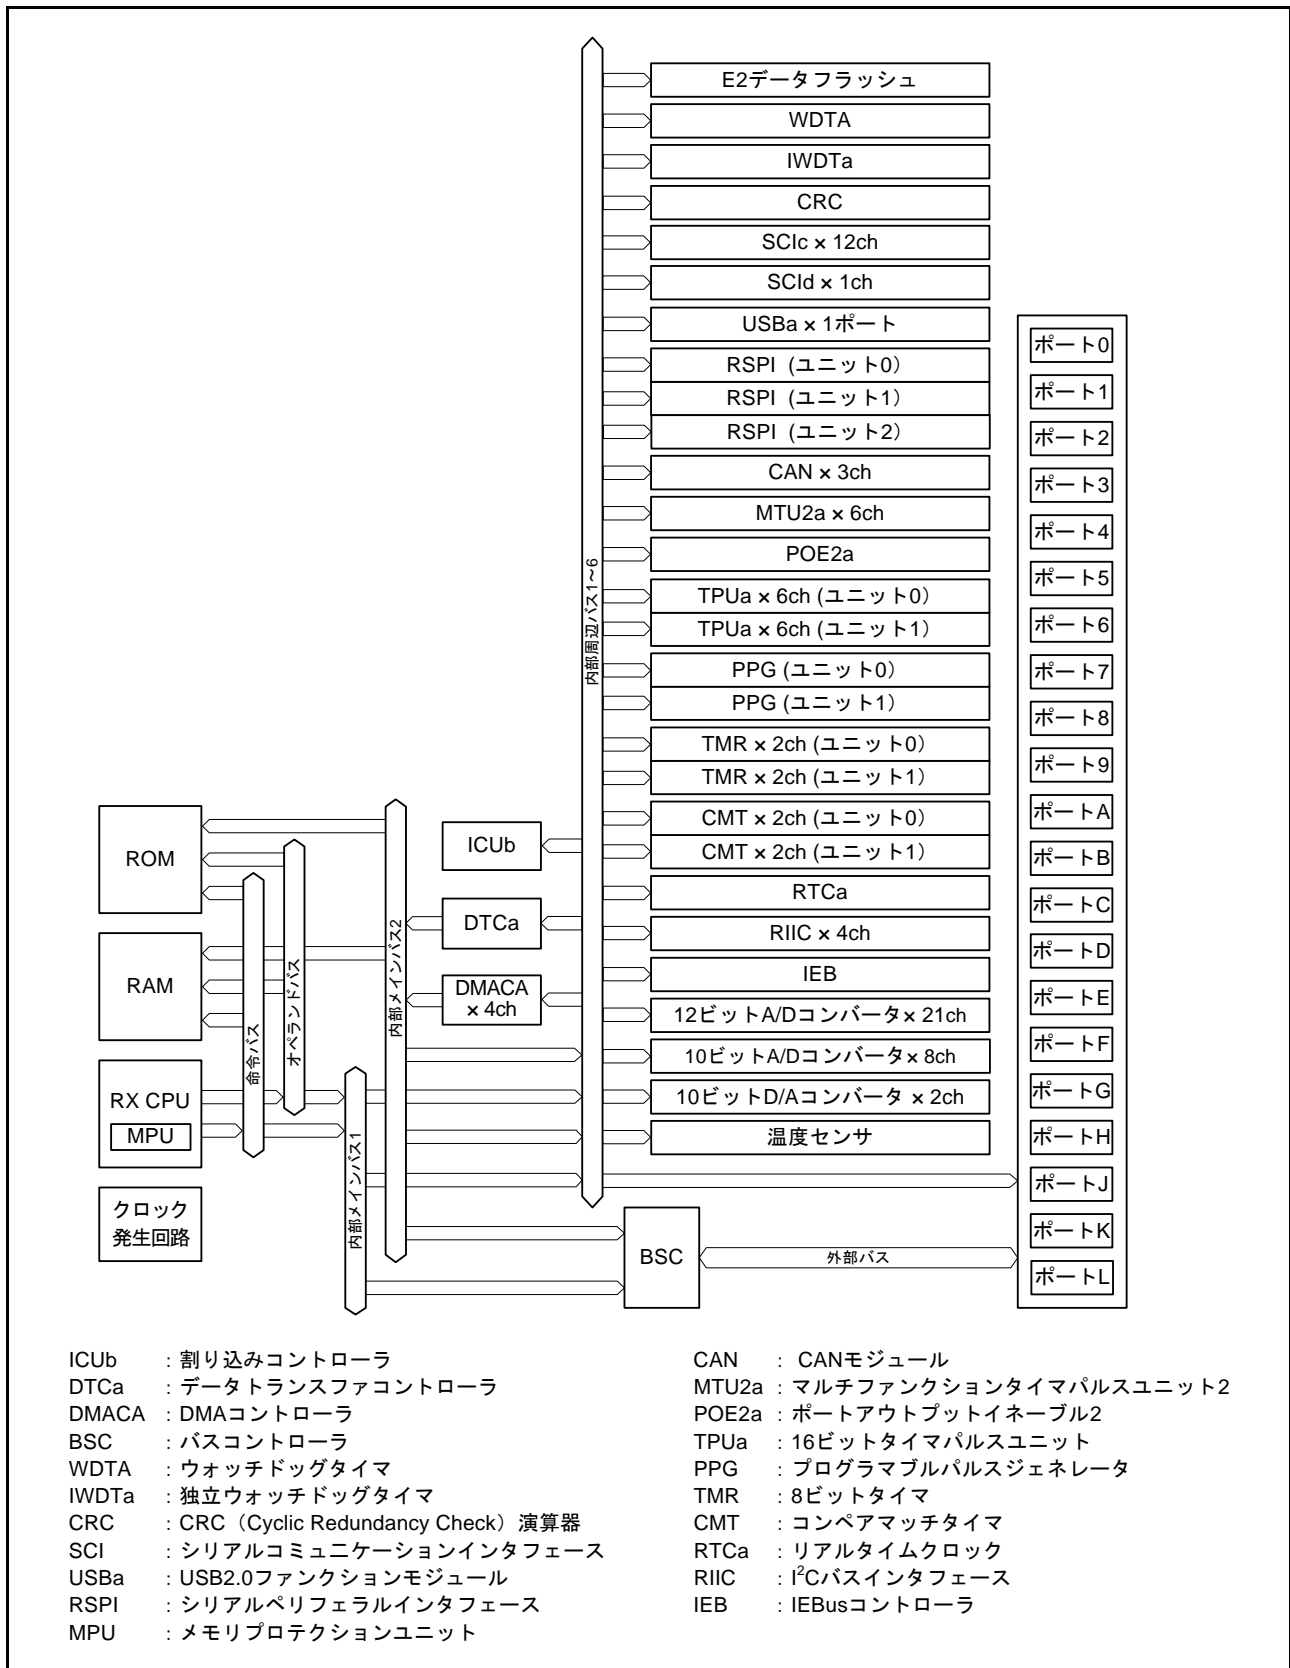 E2データフラッシュ
WDTA
IWDTa
CRC
SCIc × 12ch
SCId × 1ch
USBa × 1ポート
RSPI (ユニット0)
RSPI (ユニット1)
RSPI (ユニット2)
CAN × 3ch
MTU2a × 6ch
POE2a
TPUa × 6ch (ユニット0)
TPUa × 6ch (ユニット1)
PPG (ユニット0)
PPG (ユニット1)
TMR × 2ch (ユニット0)
TMR × 2ch (ユニット1)
CMT × 2ch (ユニット0)
CMT × 2ch (ユニット1)
RTCa
RIIC × 4ch
IEB
12ビットA/Dコンバータ× 21ch
10ビットA/Dコンバータ× 8ch
10ビットD/Aコンバータ × 2ch
温度センサ
ポート0
ポート1
ポート2
ポート3
ポート4
ポート5
ポート6
ポート7
ポート8
ポート9
ポートA
ポートB
ポートC
ポートD
ポートE
ポートF
ポートG
ポートH
ポートJ
ポートK
ポートL
内部周辺バス1～6
ROM
RAM
RX CPU
MPU
クロック
発生回路
命令バス
オペランドバス
内部メインバス1
内部メインバス2
ICUb
DTCa
DMACA
× 4ch
BSC
外部バス
ICUb : 割り込みコントローラ
DTCa : データトランスファコントローラ
DMACA : DMAコントローラ
BSC : バスコントローラ
WDTA : ウォッチドッグタイマ
IWDTa : 独立ウォッチドッグタイマ
CRC : CRC（Cyclic Redundancy Check）演算器
SCI : シリアルコミュニケーションインタフェース
USBa : USB2.0ファンクションモジュール
RSPI : シリアルペリフェラルインタフェース
MPU : メモリプロテクションユニット
CAN : CANモジュール
MTU2a : マルチファンクションタイマパルスユニット2
POE2a : ポートアウトプットイネーブル2
TPUa : 16ビットタイマパルスユニット
PPG : プログラマブルパルスジェネレータ
TMR : 8ビットタイマ
CMT : コンペアマッチタイマ
RTCa : リアルタイムクロック
RIIC : I²Cバスインタフェース
IEB : IEBusコントローラ